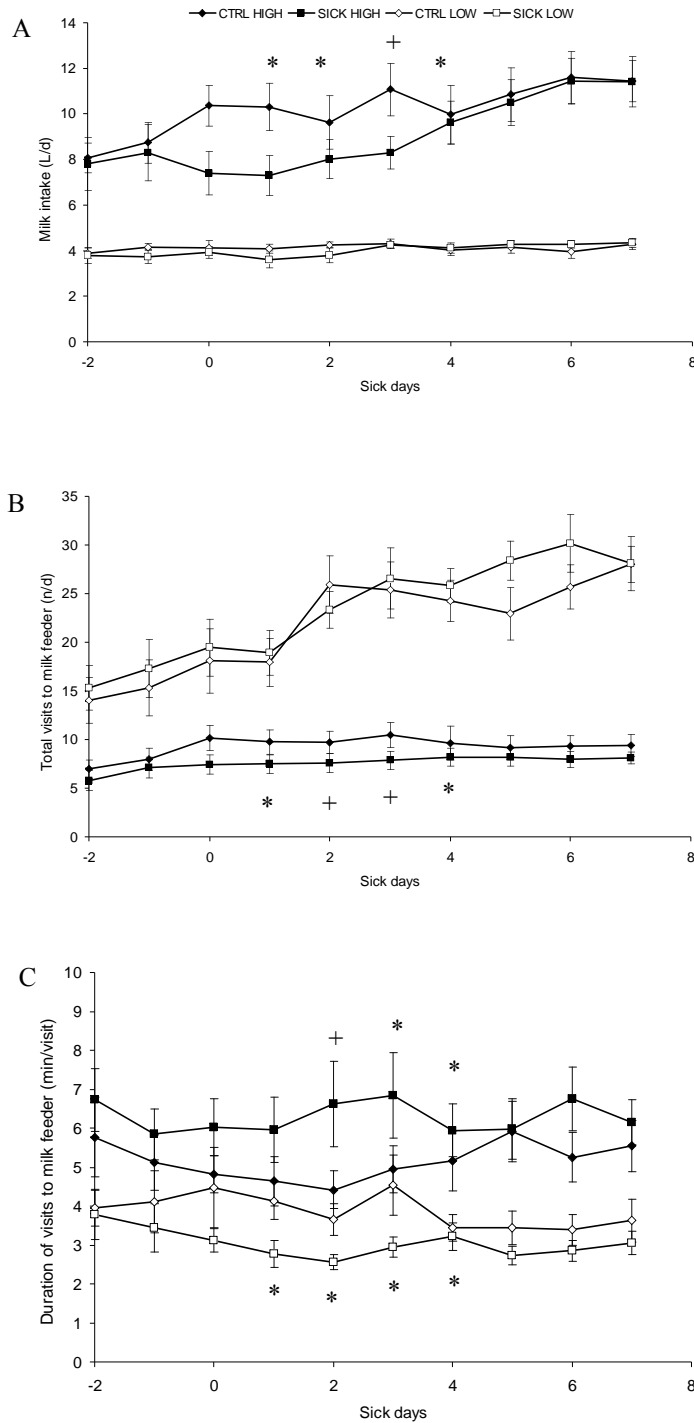 A
CTRL HIGH SICK HIGH CTRL LOW SICK LOW
14
12
10
8
6
4
2
0
Milk intake (L/d)
* * + *
-2 0 2 4 6 8
Sick days
B
35
30
25
20
15
10
5
0
Total visits to milk feeder (n/d)
* + + *
-2 0 2 4 6 8
Sick days
C
10
9
8
7
6
5
4
3
2
1
0
Duration of visits to milk feeder (min/visit)
+ * *
* * * *
-2 0 2 4 6 8
Sick days